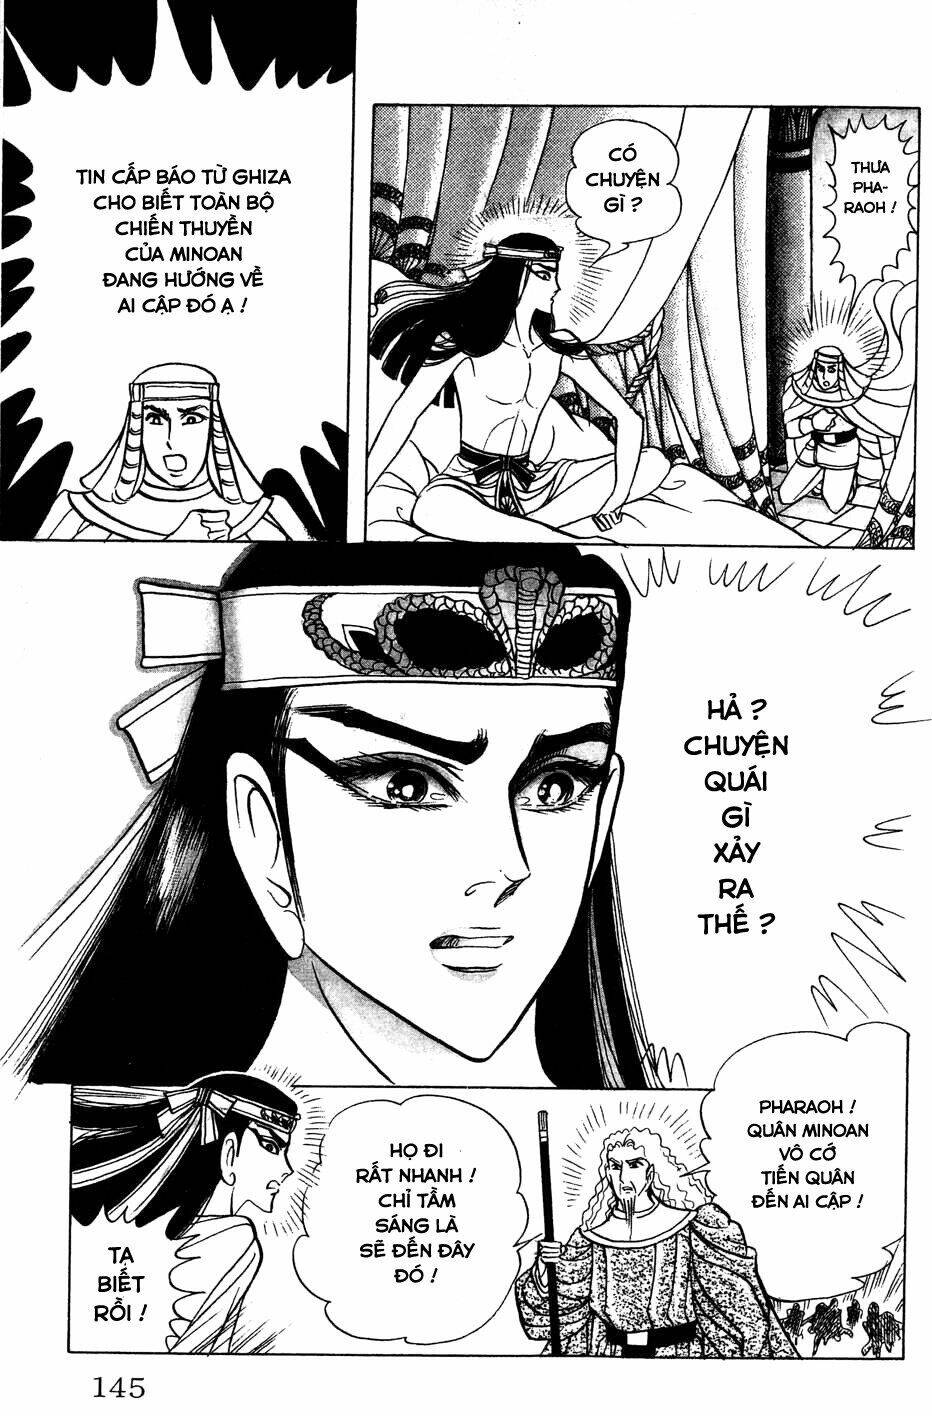 THƯA
PHA-
RAOH !
CÓ
CHUYỆN
GÌ ?
TIN CẤP BÁO TỪ GHIZA
CHO BIẾT TOÀN BỘ
CHIẾN THUYỀN
CỦA MINOAN
ĐANG HƯỚNG VỀ
AI CẬP ĐÓ Ạ !
HẢ ?
CHUYỆN
QUÁI
GÌ
XẢY
RA
THẾ ?
PHARAOH !
QUÂN MINOAN
VÔ CỚ
TIẾN QUÂN
ĐẾN AI CẬP !
HỌ ĐI
RẤT NHANH !
CHỈ TẦM
SÁNG LÀ
SẼ ĐẾN ĐÂY
ĐÓ !
TA
BIẾT
RỒI !
145